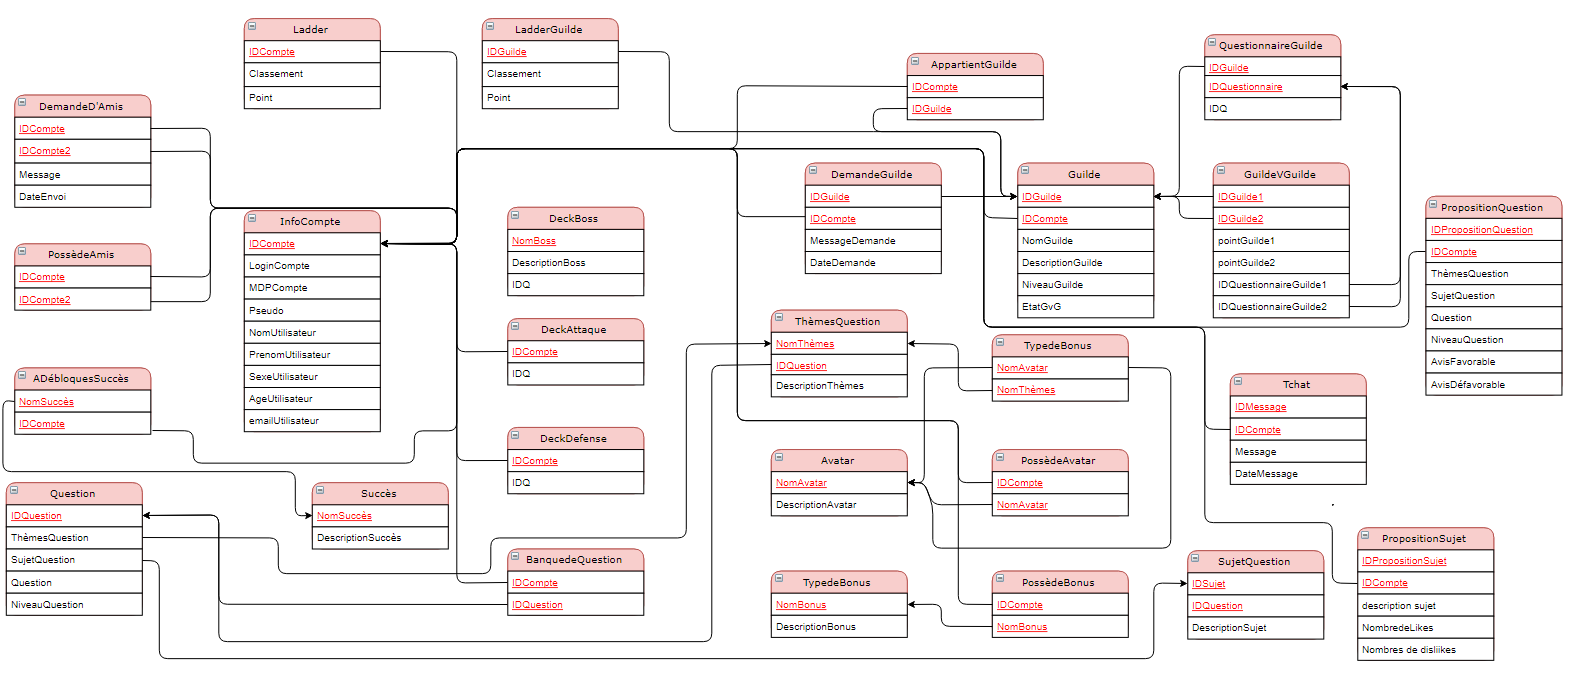 Ladder
IDCompte
Classement
Point
LadderGuilde
IDGuilde
Classement
Point
AppartientGuilde
IDCompte
IDGuilde
QuestionnaireGuilde
IDGuilde
IDQuestionnaire
IDQ
DemandeD'Amis
IDCompte
IDCompte2
Message
DateEnvoi
DemandeGuilde
IDGuilde
IDCompte
MessageDemande
DateDemande
Guilde
IDGuilde
IDCompte
NomGuilde
DescriptionGuilde
NiveauGuilde
EtatGvG
GuildeVGuilde
IDGuilde1
IDGuilde2
pointGuilde1
pointGuilde2
IDQuestionnaireGuilde1
IDQuestionnaireGuilde2
PropositionQuestion
IDPropositionQuestion
IDCompte
ThèmesQuestion
SujetQuestion
Question
NiveauQuestion
AvisFavorable
AvisDéfavorable
InfoCompte
IDCompte
LoginCompte
MDPCompte
Pseudo
NomUtilisateur
PrenomUtilisateur
SexeUtilisateur
AgeUtilisateur
emailUtilisateur
DeckBoss
NomBoss
DescriptionBoss
IDQ
PossèdeAmis
IDCompte
IDCompte2
DeckAttaque
IDCompte
IDQ
ThèmesQuestion
NomThèmes
IDQuestion
DescriptionThèmes
TypedeBonus
NomAvatar
NomThèmes
ADébloquesSuccès
NomSuccès
IDCompte
Tchat
IDMessage
IDCompte
Message
DateMessage
DeckDefense
IDCompte
IDQ
Avatar
NomAvatar
DescriptionAvatar
PossèdeAvatar
IDCompte
NomAvatar
Question
IDQuestion
ThèmesQuestion
SujetQuestion
Question
NiveauQuestion
Succès
NomSuccès
DescriptionSuccès
BanquedeQuestion
IDCompte
IDQuestion
TypedeBonus
NomBonus
DescriptionBonus
PossèdeBonus
IDCompte
NomBonus
SujetQuestion
IDSujet
IDQuestion
DescriptionSujet
PropositionSujet
IDPropositionSujet
IDCompte
description sujet
NombredeLikes
Nombres de disliikes